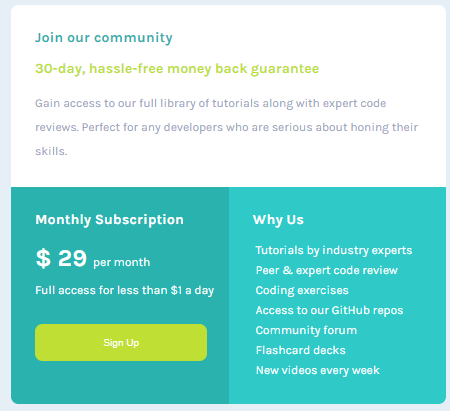 Join our community
30-day, hassle-free money back guarantee
Gain access to our full library of tutorials along with expert code
reviews. Perfect for any developers who are serious about honing their
skills.
Monthly Subscription
$ 29 per month
Full access for less than $1 a day
Sign Up
Why Us
Tutorials by industry experts
Peer & expert code review
Coding exercises
Access to our GitHub repos
Community forum
Flashcard decks
New videos every week